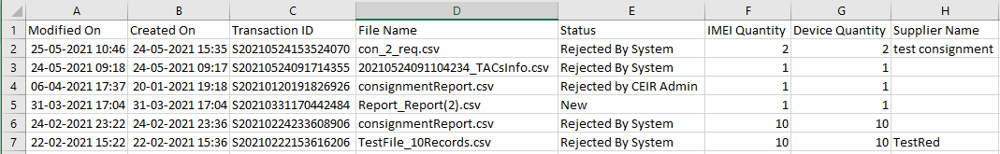 A B C D E F G H
1 Modified On Created On Transaction ID File Name Status IMEI Quantity Device Quantity Supplier Name
2 25-05-2021 10:46 24-05-2021 15:35 S20210524153524070 con_2_req.csv Rejected By System 2 2 test consignment
3 24-05-2021 09:18 24-05-2021 09:17 S20210524091714355 20210524091104234_TACsInfo.csv Rejected By System 1 1
4 06-04-2021 17:37 20-01-2021 19:18 S20210120191826926 consignmentReport.csv Rejected by CEIR Admin 1 1
5 31-03-2021 17:04 31-03-2021 17:04 S20210331170442484 Report_Report(2).csv New 1 1
6 24-02-2021 23:22 24-02-2021 23:36 S20210224233608906 consignmentReport.csv Rejected By System 10 10
7 22-02-2021 15:22 22-02-2021 15:36 S20210222153616206 TestFile_10Records.csv Rejected By System 10 10 TestRed